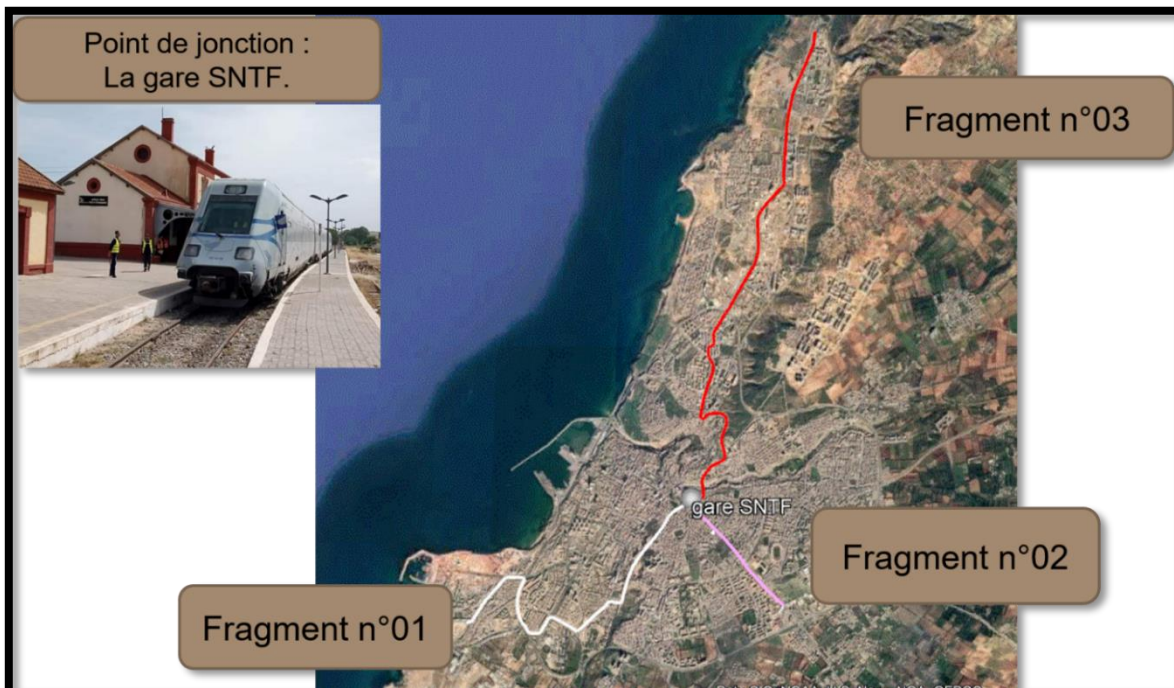 Point de jonction :
La gare SNTF.
Fragment n°03
gare SNTF
Fragment n°02
Fragment n°01